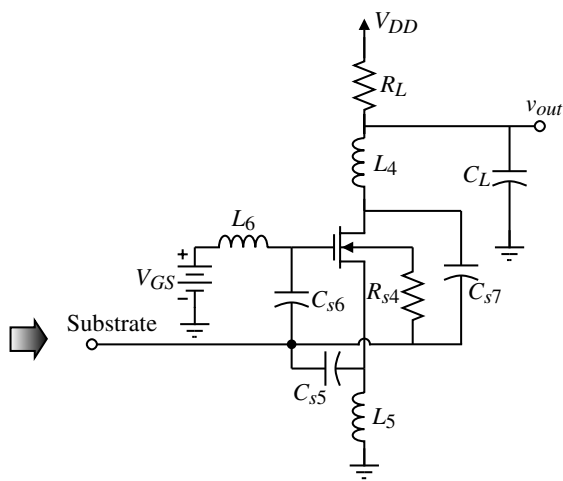 V_DD
R_L
v_out
L_4
C_L
L_6
+
V_GS
−
C_s6
R_s4
C_s7
Substrate
C_s5
L_5